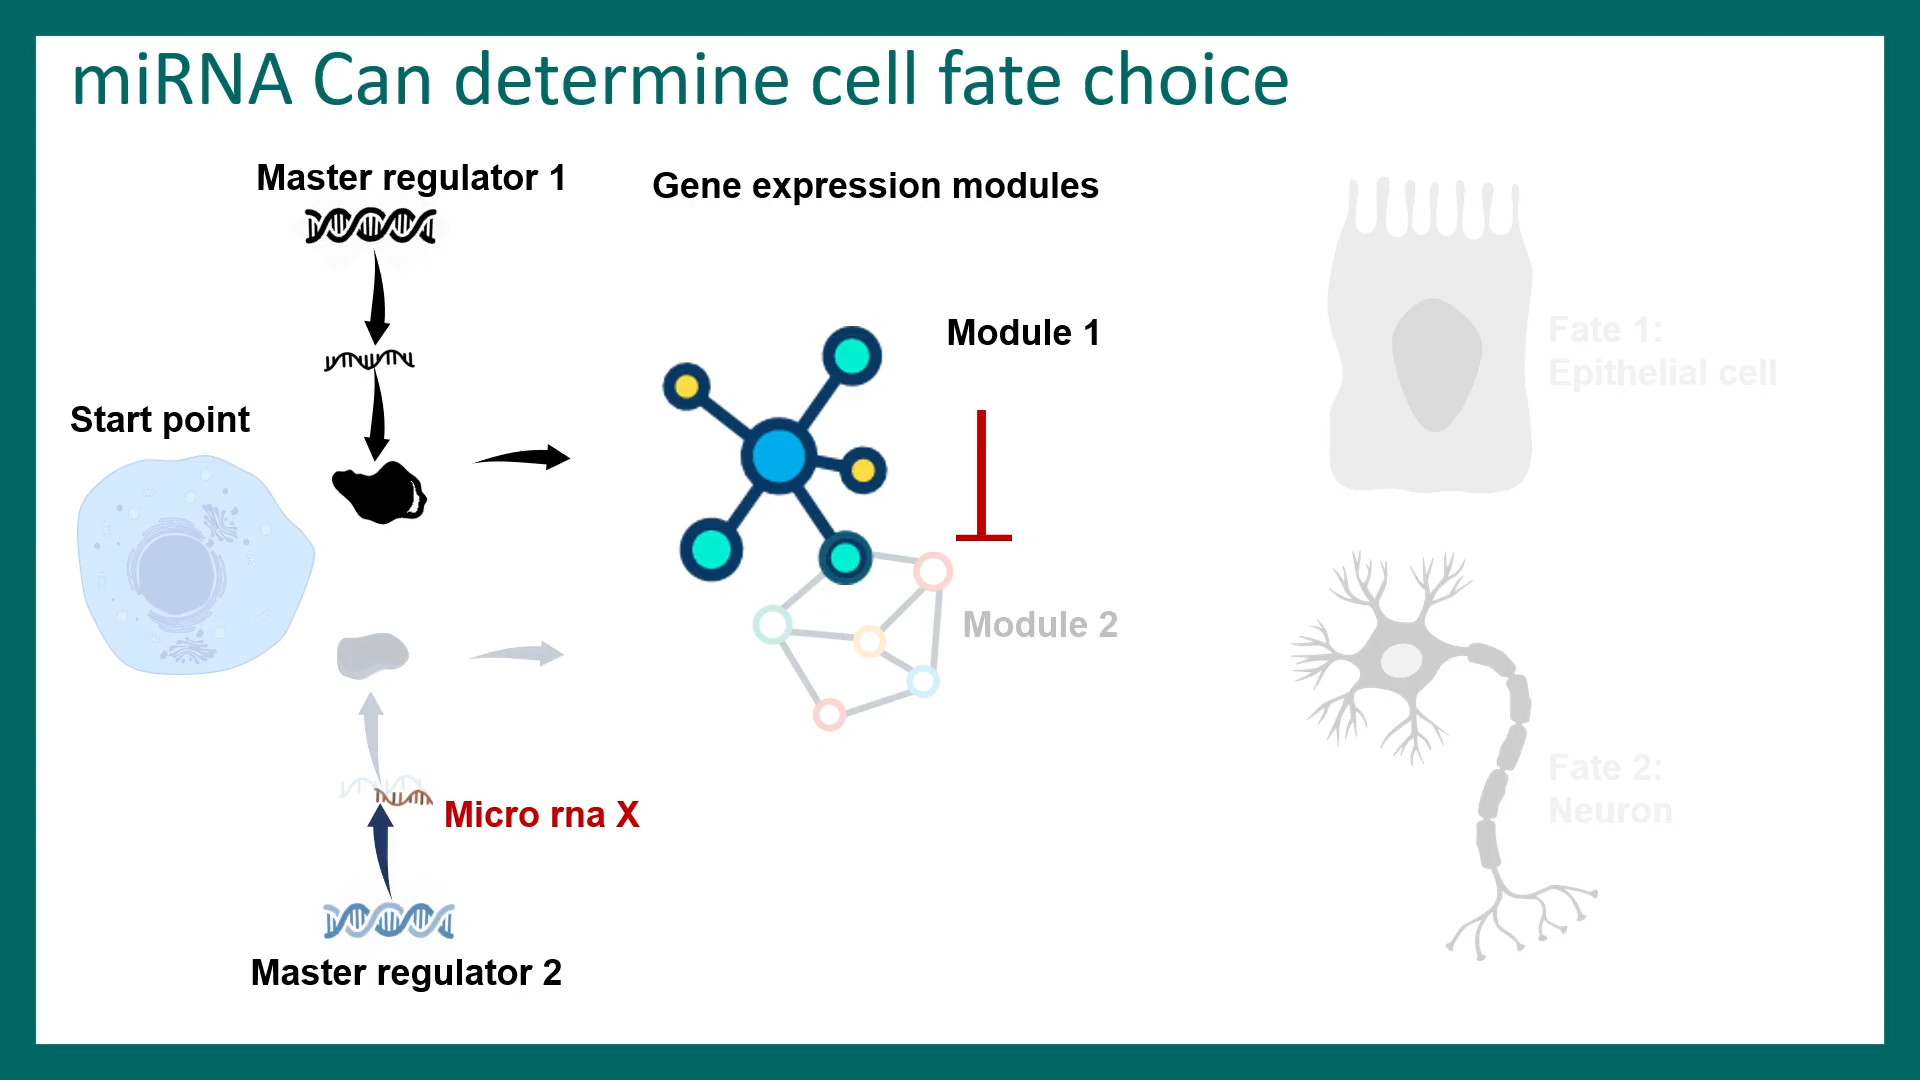 miRNA Can determine cell fate choice
Master regulator 1
Gene expression modules
Module 1
Fate 1:
Epithelial cell
Start point
Module 2
Micro rna X
Fate 2:
Neuron
Master regulator 2